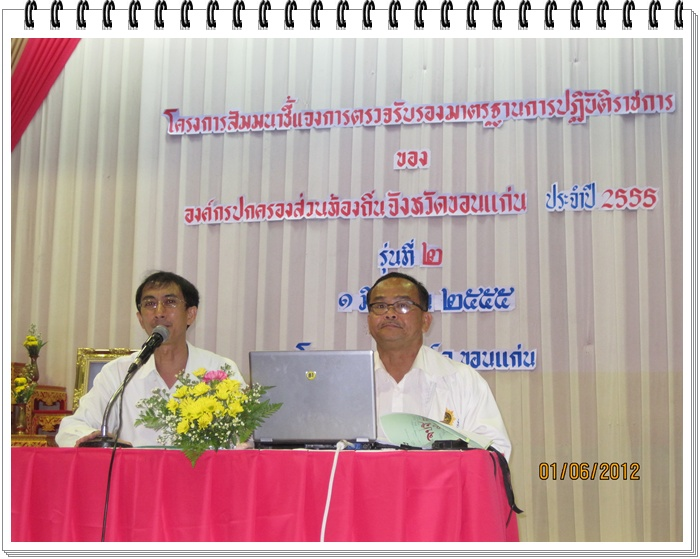 โครงการสัมมนาชี้แจงการตรวจรับรองมาตรฐานการปฏิบัติราชการ
ของ
องค์กรปกครองส่วนท้องถิ่น จังหวัดขอนแก่น ประจำปี 2555
รุ่นที่ ๒
๑ ๒๕๕๕
ขอนแก่น
01/06/2012